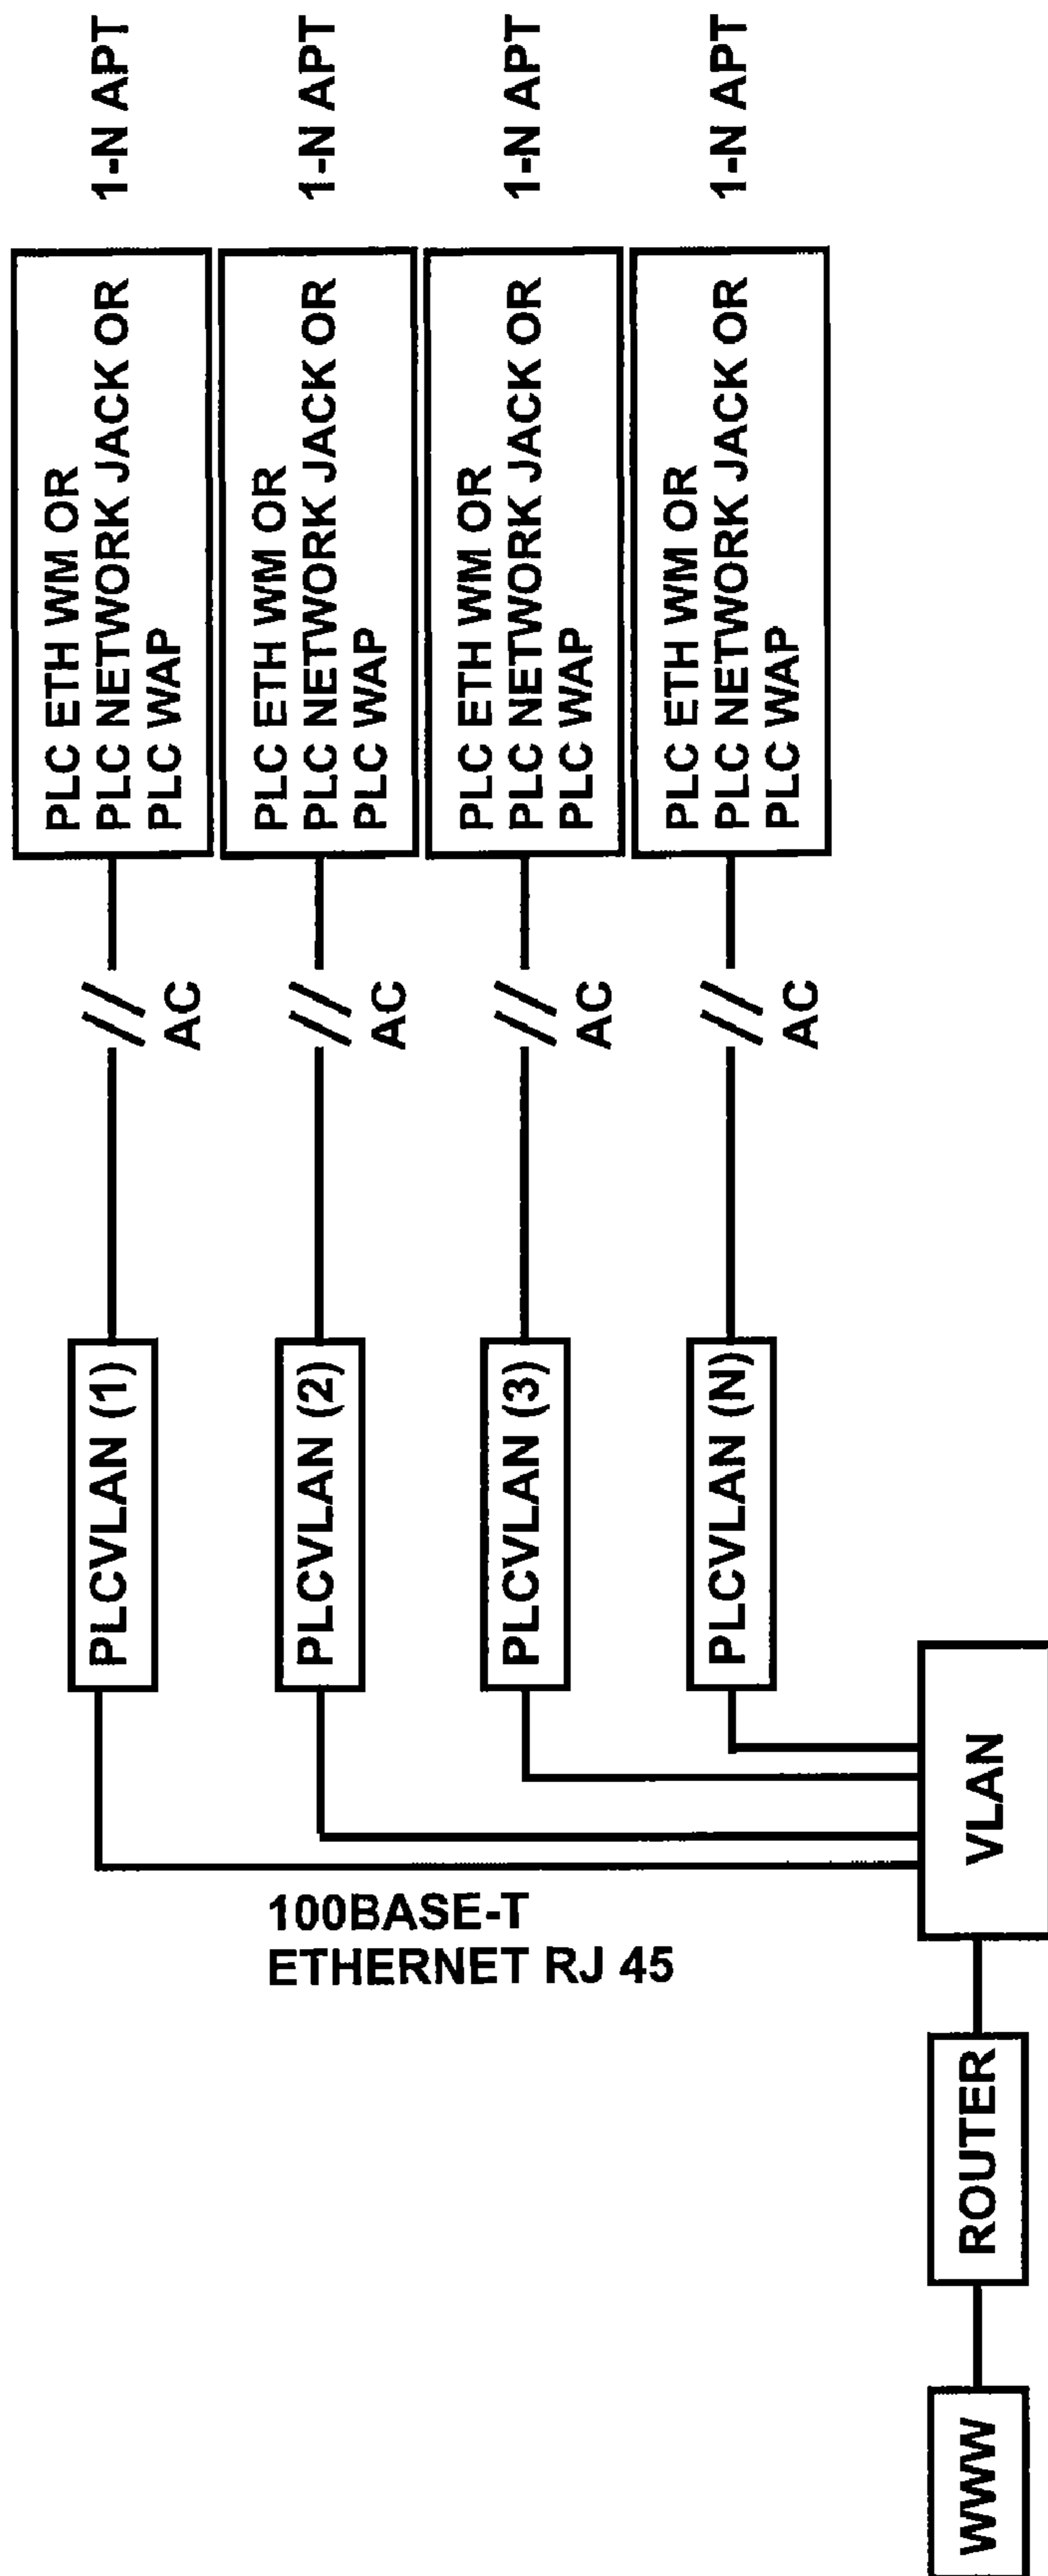 PLCVLAN (1)
AC
PLC ETH WM OR
PLC NETWORK JACK OR
PLC WAP
1-N APT
PLCVLAN (2)
AC
PLC ETH WM OR
PLC NETWORK JACK OR
PLC WAP
1-N APT
PLCVLAN (3)
AC
PLC ETH WM OR
PLC NETWORK JACK OR
PLC WAP
1-N APT
PLCVLAN (N)
AC
PLC ETH WM OR
PLC NETWORK JACK OR
PLC WAP
1-N APT
100BASE-T
ETHERNET RJ 45
WWW
ROUTER
VLAN